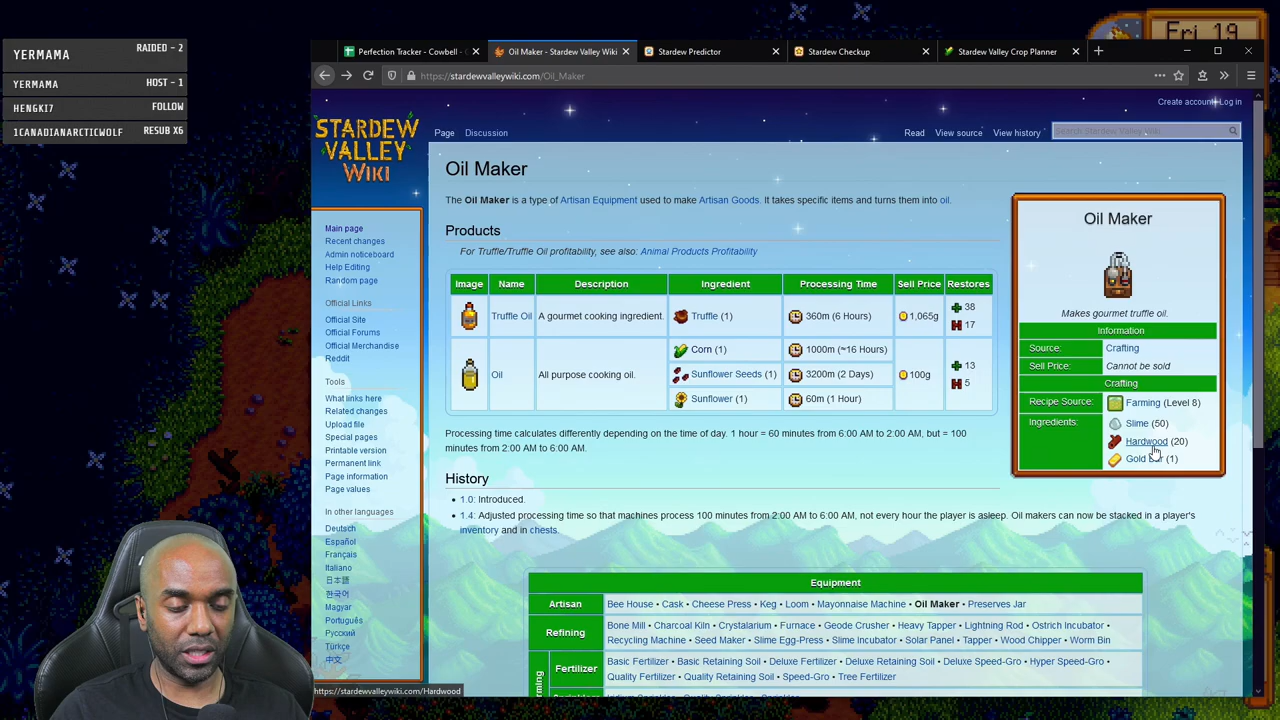 YERMAMA RAIDED - 2
YERMAMA HOST - 1
HENGKI7 FOLLOW
1CANADIANARCTICWOLF RESUB X6
Fri. 19
Perfection Tracker - Cowbell - C
Oil Maker - Stardew Valley Wiki
Stardew Predictor
Stardew Checkup
Stardew Valley Crop Planner
https://stardewvalleywiki.com/Oil_Maker
Create account Log in
STARDEW
VALLEY
WIKI
Page Discussion Read View source View history Search Stardew Valley Wiki
Main page
Recent changes
Admin noticeboard
Help Editing
Random page
Official Links
Official Site
Official Forums
Official Merchandise
Reddit
Tools
What links here
Related changes
Upload file
Special pages
Printable version
Permanent link
Page information
Page values
In other languages
Deutsch
Español
Français
Italiano
日本語
한국어
Magyar
Português
Русский
Türkçe
中文
Oil Maker
The Oil Maker is a type of Artisan Equipment used to make Artisan Goods. It takes specific items and turns them into oil.
Products
For Truffle/Truffle Oil profitability, see also: Animal Products Profitability
Image Name Description Ingredient Processing Time Sell Price Restores
Truffle Oil A gourmet cooking ingredient. Truffle (1) 360m (6 Hours) 1,065g 38
17
Oil All purpose cooking oil. Corn (1) 1000m (≈16 Hours) 100g 13
Sunflower Seeds (1) 3200m (2 Days) 5
Sunflower (1) 60m (1 Hour)
Processing time calculates differently depending on the time of day. 1 hour = 60 minutes from 6:00 AM to 2:00 AM, but = 100
minutes from 2:00 AM to 6:00 AM.
History
1.0: Introduced.
1.4: Adjusted processing time so that machines process 100 minutes from 2:00 AM to 6:00 AM, not every hour the player is asleep. Oil makers can now be stacked in a player's
inventory and in chests.
Oil Maker
Makes gourmet truffle oil.
Information
Source: Crafting
Sell Price: Cannot be sold
Crafting
Recipe Source: Farming (Level 8)
Ingredients: Slime (50)
Hardwood (20)
Gold Bar (1)
Equipment
Artisan Bee House • Cask • Cheese Press • Keg • Loom • Mayonnaise Machine • Oil Maker • Preserves Jar
Refining Bone Mill • Charcoal Kiln • Crystalarium • Furnace • Geode Crusher • Heavy Tapper • Lightning Rod • Ostrich Incubator •
Recycling Machine • Seed Maker • Slime Egg-Press • Slime Incubator • Solar Panel • Tapper • Wood Chipper • Worm Bin
Fertilizer Basic Fertilizer • Basic Retaining Soil • Deluxe Fertilizer • Deluxe Retaining Soil • Deluxe Speed-Gro • Hyper Speed-Gro •
Quality Fertilizer • Quality Retaining Soil • Speed-Gro • Tree Fertilizer
https://stardewvalleywiki.com/Hardwood